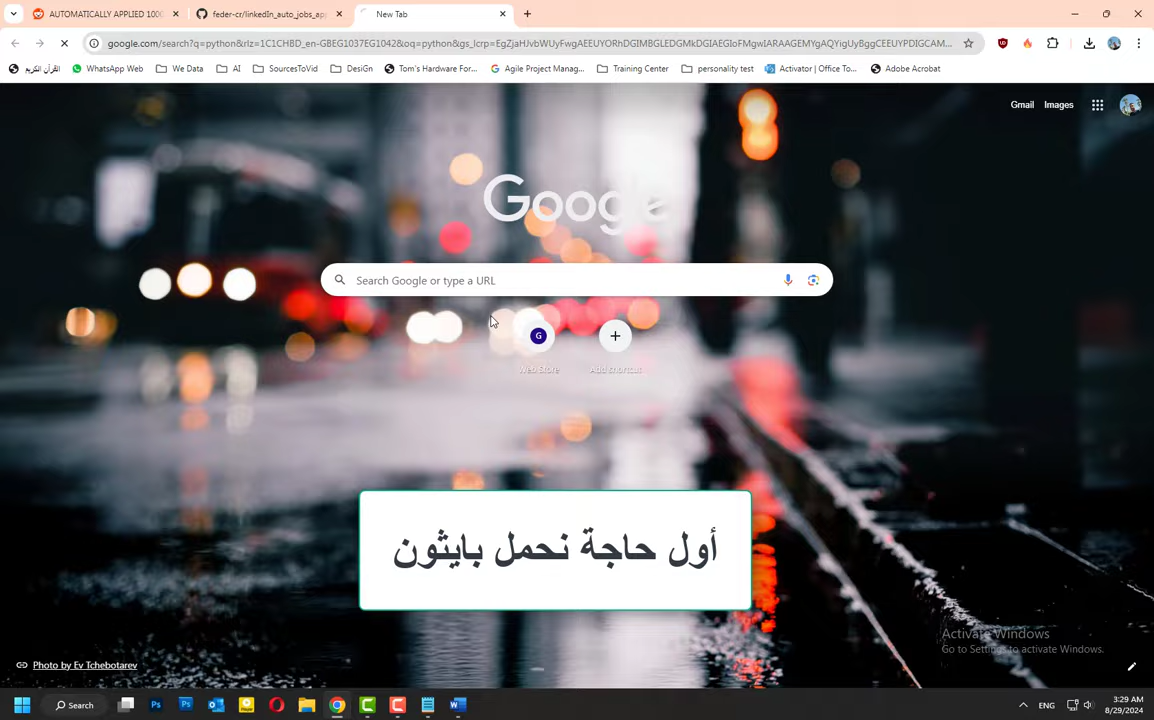 AUTOMATICALLY APPLIED 1000
feder-cr/linkedIn_auto_jobs_app
New Tab
google.com/search?q=python&rlz=1C1CHBD_en-GBEG1037EG1042&oq=python&gs_lcrp=EgZjaHJvbWUyFwgAEEUYORhDGIMBGLEDGMkDGIAEGIoFMgwIARAAGEMYgAQYigUyBggCEEUYPDIGCAM...
القرآن الكريم
WhatsApp Web
We Data
AI
SourcesToVid
DesiGn
Tom's Hardware For...
Agile Project Manag...
Training Center
personality test
Activator | Office To...
Adobe Acrobat
Gmail
Images
Google
Search Google or type a URL
G
Web Store
Add shortcut
أول حاجة نحمل بايثون
Activate Windows
Go to Settings to activate Windows.
Photo by Ev Tchebotarev
Search
ENG
3:29 AM
8/29/2024